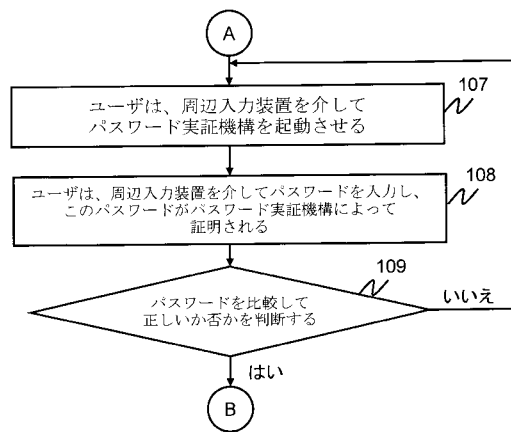 A
ユーザは、周辺入力装置を介して
パスワード実証機構を起動させる
107
ユーザは、周辺入力装置を介してパスワードを入力し、
このパスワードがパスワード実証機構によって
証明される
108
パスワードを比較して
正しいか否かを判断する
109
いいえ
はい
B